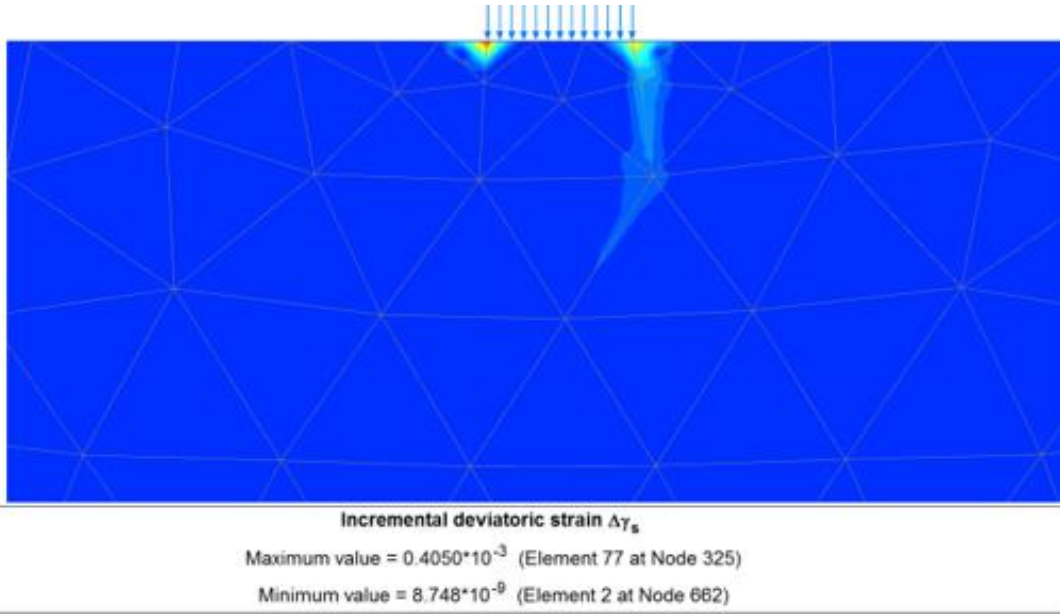 Incremental deviatoric strain Δγs
Maximum value = 0.4050*10-3 (Element 77 at Node 325)
Minimum value = 8.748*10-9 (Element 2 at Node 662)